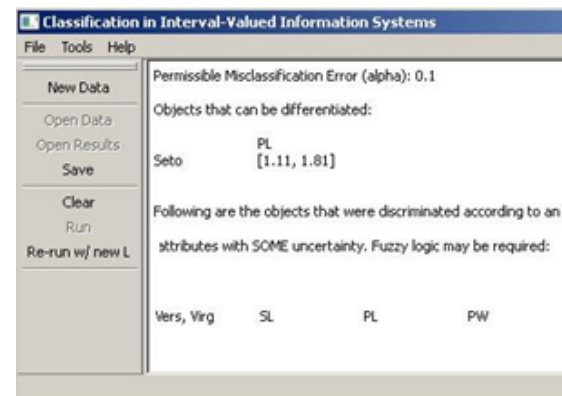 Classification in Interval-Valued Information Systems
File Tools Help
New Data
Open Data
Open Results
Save
Clear
Run
Re-run w/ new L
Permissible Misclassification Error (alpha): 0.1
Objects that can be differentiated:
PL
Seto [1.11, 1.81]
Following are the objects that were discriminated according to an
attributes with SOME uncertainty. Fuzzy logic may be required:
Vers, Virg SL PL PW